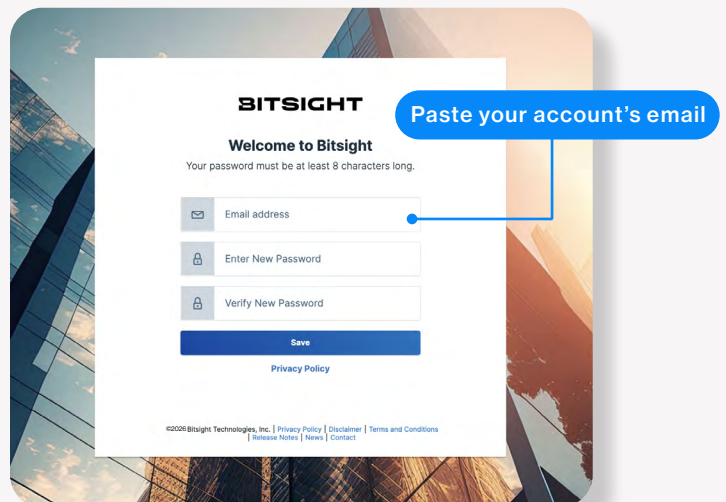 BITSIGHT
Paste your account's email
Welcome to Bitsight
Your password must be at least 8 characters long.
Email address
Enter New Password
Verify New Password
Save
Privacy Policy
©2026 Bitsight Technologies, Inc. | Privacy Policy | Disclaimer | Terms and Conditions
| Release Notes | News | Contact